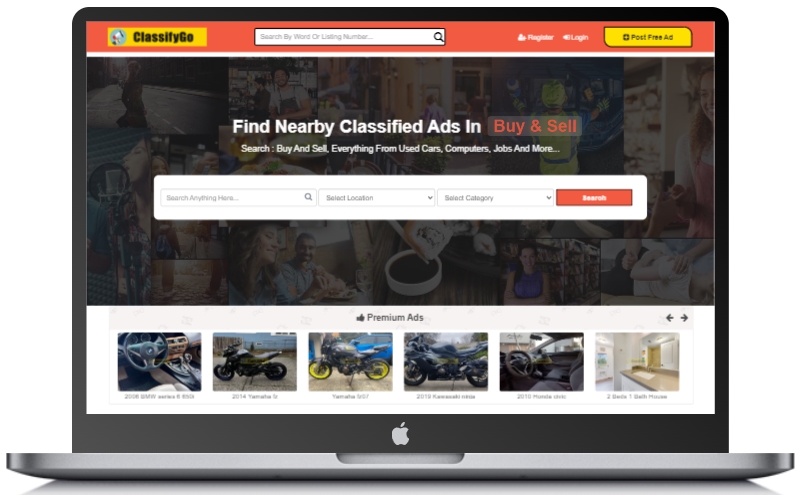 ClassifyGo
Search By Word Or Listing Number...
Register
Login
Post Free Ad
Find Nearby Classified Ads In Buy & Sell
Search : Buy And Sell, Everything From Used Cars, Computers, Jobs And More...
Search Anything Here...
Select Location
Select Category
Search
Premium Ads
2006 BMW series 6 650i
2014 Yamaha
Yamaha
2019 Kawasaki ninja
2010 Honda civic
2 Beds 1 Bath House